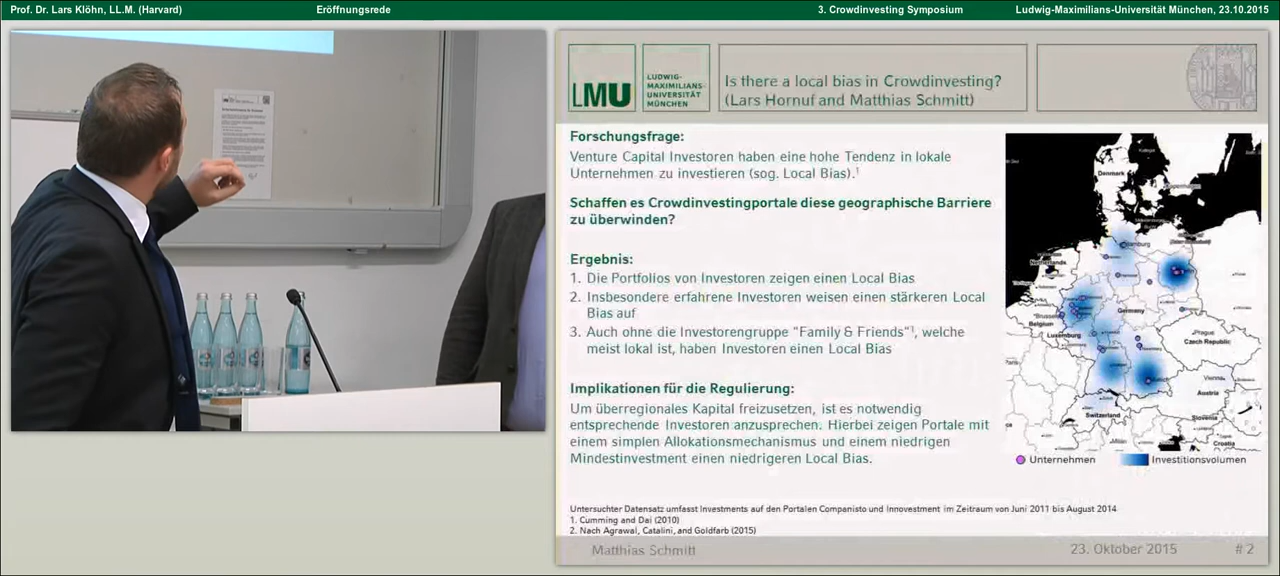 Prof. Dr. Lars Klöhn, LL.M. (Harvard) Eröffnungsrede 3. Crowdinvesting Symposium Ludwig-Maximilians-Universität München, 23.10.2015
LMU
LUDWIG-
MAXIMILIANS-
UNIVERSITÄT
MÜNCHEN
Is there a local bias in Crowdinvesting?
(Lars Hornuf and Matthias Schmitt)
Forschungsfrage:
Venture Capital Investoren haben eine hohe Tendenz in lokale
Unternehmen zu investieren (sog. Local Bias).¹
Schaffen es Crowdinvestingportale diese geographische Barriere
zu überwinden?
Ergebnis:
1. Die Portfolios von Investoren zeigen einen Local Bias
2. Insbesondere erfahrene Investoren weisen einen stärkeren Local
Bias auf
3. Auch ohne die Investorengruppe "Family & Friends"¹, welche
meist lokal ist, haben Investoren einen Local Bias
Implikationen für die Regulierung:
Um überregionales Kapital freizusetzen, ist es notwendig
entsprechende Investoren anzusprechen. Hierbei zeigen Portale mit
einem simplen Allokationsmechanismus und einem niedrigen
Mindestinvestment einen niedrigeren Local Bias.
Denmark
Hamburg
Netherlands
Brussels
Belgium
Germany
Luxemburg
Prague
Czech Republic
Vienna
Austria
Switzerland
Slovenia
Milan
Croatia
Unternehmen Investitionsvolumen
Untersuchter Datensatz umfasst Investments auf den Portalen Companisto und Innovestment im Zeitraum von Juni 2011 bis August 2014
1. Cumming and Dai (2010)
2. Nach Agrawal, Catalini, and Goldfarb (2015)
Matthias Schmitt 23. Oktober 2015 # 2